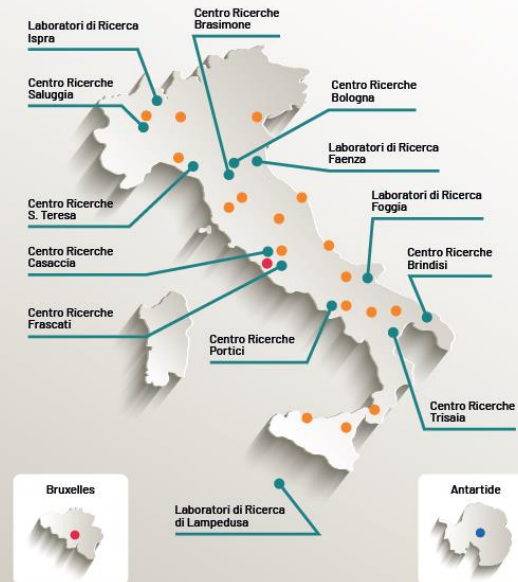 Centro Ricerche
Brasimone
Laboratori di Ricerca
Ispra
Centro Ricerche
Saluggia
Centro Ricerche
Bologna
Laboratori di Ricerca
Faenza
Centro Ricerche
S. Teresa
Laboratori di Ricerca
Foggia
Centro Ricerche
Casaccia
Centro Ricerche
Brindisi
Centro Ricerche
Frascati
Centro Ricerche
Portici
Centro Ricerche
Trisaia
Laboratori di Ricerca
di Lampedusa
Bruxelles
Antartide